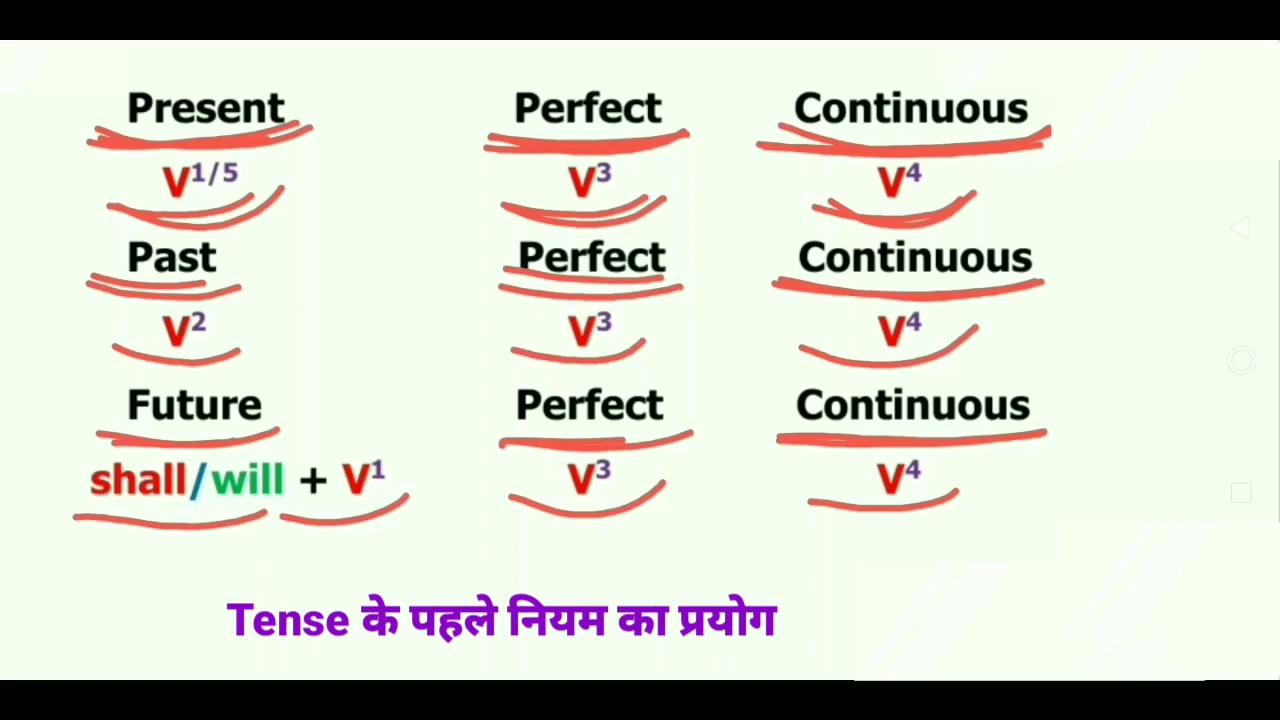 Present Perfect Continuous
V1/5 V3 V4
Past Perfect Continuous
V2 V3 V4
Future Perfect Continuous
shall/will + V1 V3 V4
Tense के पहले नियम का प्रयोग